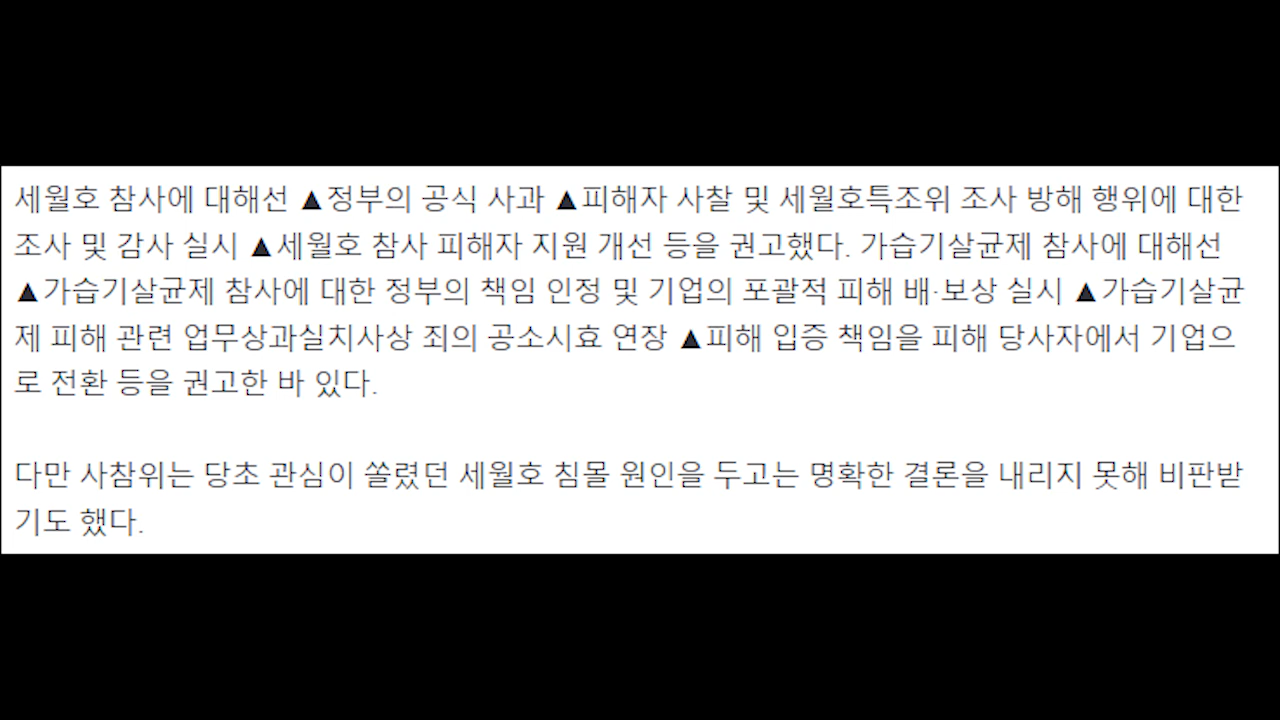 세월호 참사에 대해선 ▲정부의 공식 사과 ▲피해자 사찰 및 세월호특조위 조사 방해 행위에 대한
조사 및 감사 실시 ▲세월호 참사 피해자 지원 개선 등을 권고했다. 가습기살균제 참사에 대해선
▲가습기살균제 참사에 대한 정부의 책임 인정 및 기업의 포괄적 피해 배·보상 실시 ▲가습기살균
제 피해 관련 업무상과실치사상 죄의 공소시효 연장 ▲피해 입증 책임을 피해 당사자에서 기업으
로 전환 등을 권고한 바 있다.
다만 사참위는 당초 관심이 쏠렸던 세월호 침몰 원인을 두고는 명확한 결론을 내리지 못해 비판받
기도 했다.